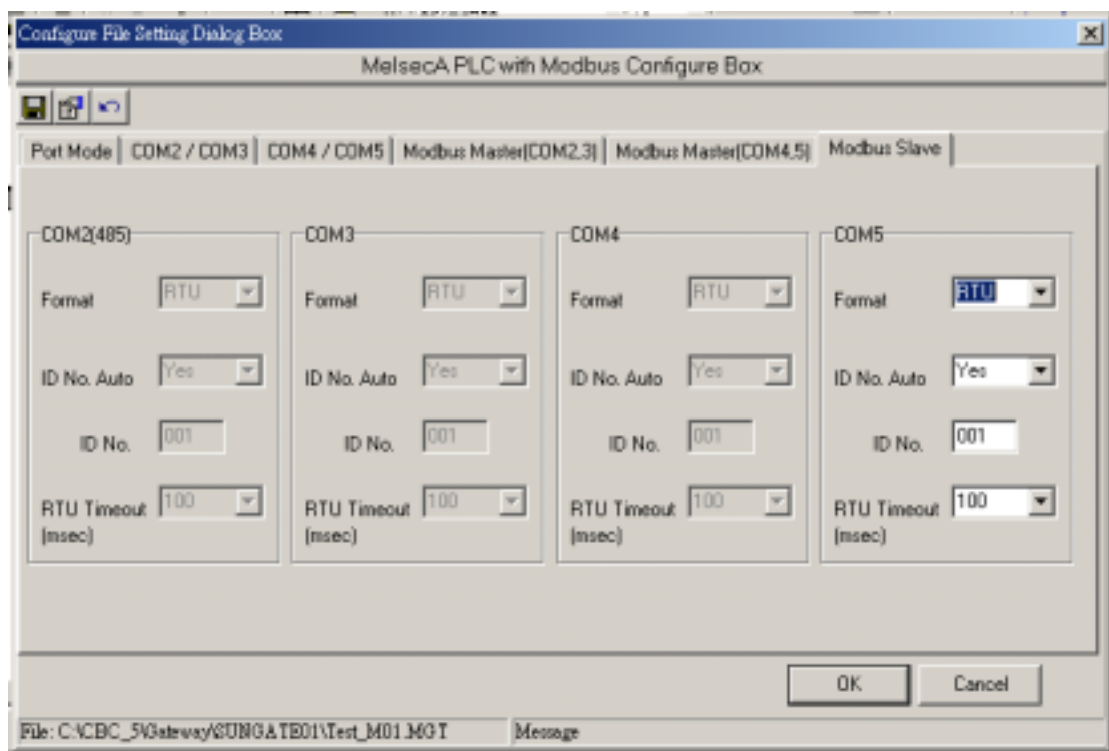 Configure File Setting Dialog Box
MelsecA PLC with Modbus Configure Box
Port Mode COM2 / COM3 COM4 / COM5 Modbus Master(COM2,3) Modbus Master(COM4,5) Modbus Slave
COM2(485) COM3 COM4 COM5
Format RTU Format RTU Format RTU Format RTU
ID No. Auto Yes ID No. Auto Yes ID No. Auto Yes ID No. Auto Yes
ID No. 001 ID No. 001 ID No. 001 ID No. 001
RTU Timeout 100 RTU Timeout 100 RTU Timeout 100 RTU Timeout 100
(msec) (msec) (msec) (msec)
OK Cancel
File: C:\CBC_5\Gateway\SUNGATE01\Test_M01.MGT Message